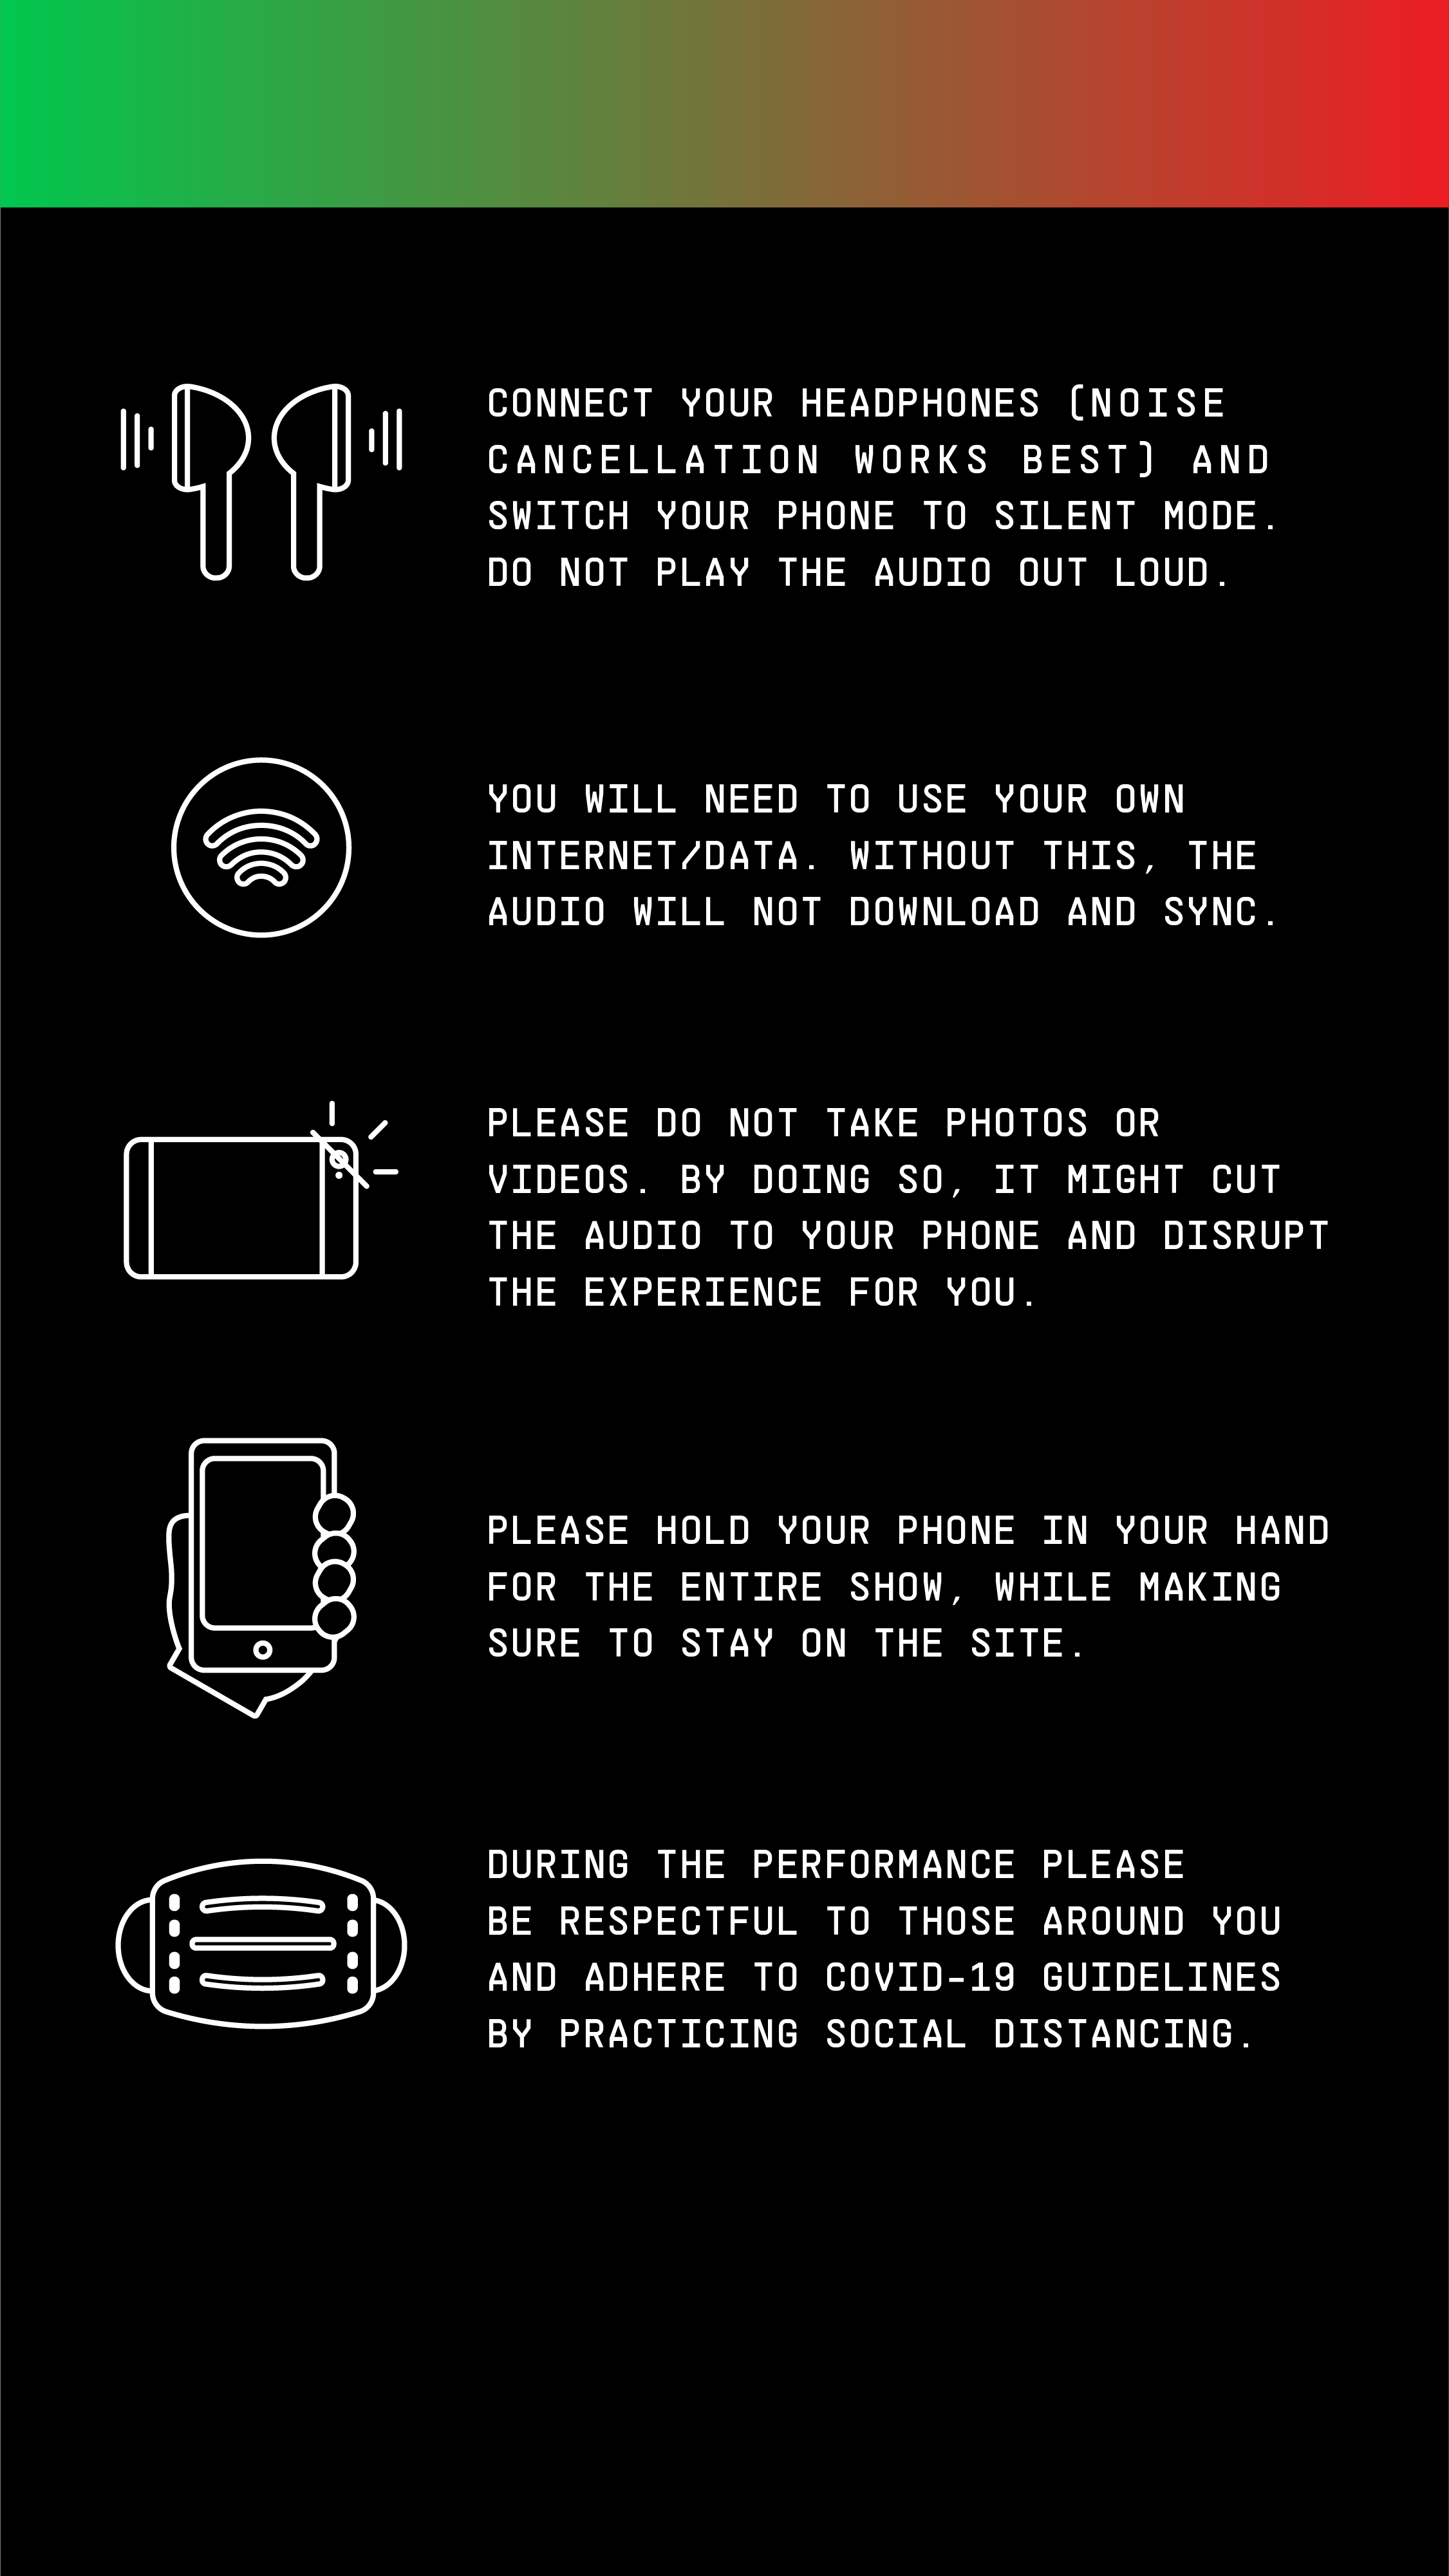 CONNECT YOUR HEADPHONES (NOISE
CANCELLATION WORKS BEST) AND
SWITCH YOUR PHONE TO SILENT MODE.
DO NOT PLAY THE AUDIO OUT LOUD.
YOU WILL NEED TO USE YOUR OWN
INTERNET/DATA. WITHOUT THIS, THE
AUDIO WILL NOT DOWNLOAD AND SYNC.
PLEASE DO NOT TAKE PHOTOS OR
VIDEOS. BY DOING SO, IT MIGHT CUT
THE AUDIO TO YOUR PHONE AND DISRUPT
THE EXPERIENCE FOR YOU.
PLEASE HOLD YOUR PHONE IN YOUR HAND
FOR THE ENTIRE SHOW, WHILE MAKING
SURE TO STAY ON THE SITE.
DURING THE PERFORMANCE PLEASE
BE RESPECTFUL TO THOSE AROUND YOU
AND ADHERE TO COVID-19 GUIDELINES
BY PRACTICING SOCIAL DISTANCING.